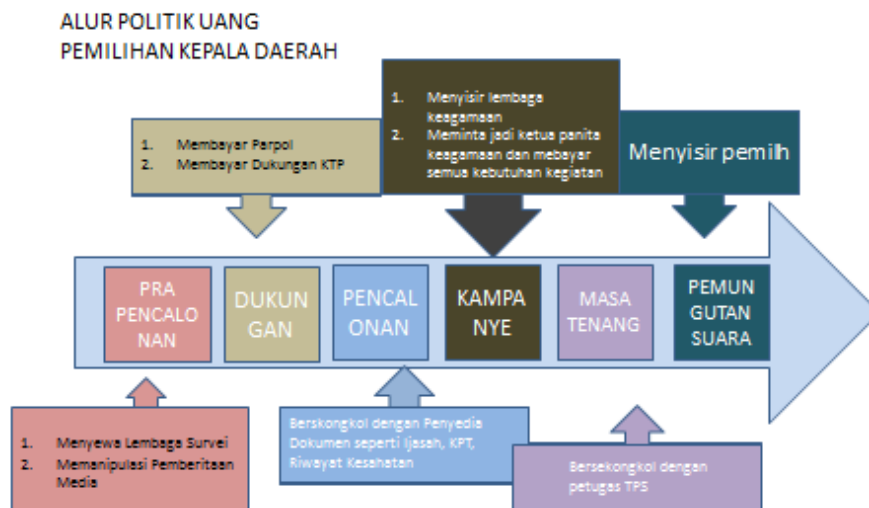 ALUR POLITIK UANG
PEMILIHAN KEPALA DAERAH
1. Membayar Parpol
2. Membayar Dukungan KTP
1. Menyisir lembaga
keagamaan
2. Meminta jadi ketua panita
keagamaan dan mebayar
semua kebutuhan kegiatan
Menyisir pemilh
PRA
PENCALO
NAN
DUKUN
GAN
PENCAL
ONAN
KAMPA
NYE
MASA
TENANG
PEMUN
GUTAN
SUARA
1. Menyewa Lembaga Survei
2. Memanipulasi Pemberitaan
Media
Berskongkol dengan Penyedia
Dokumen seperti Ijasah, KPT,
Riwayat Kesahatan
Bersekongkol dengan
petugas TPS